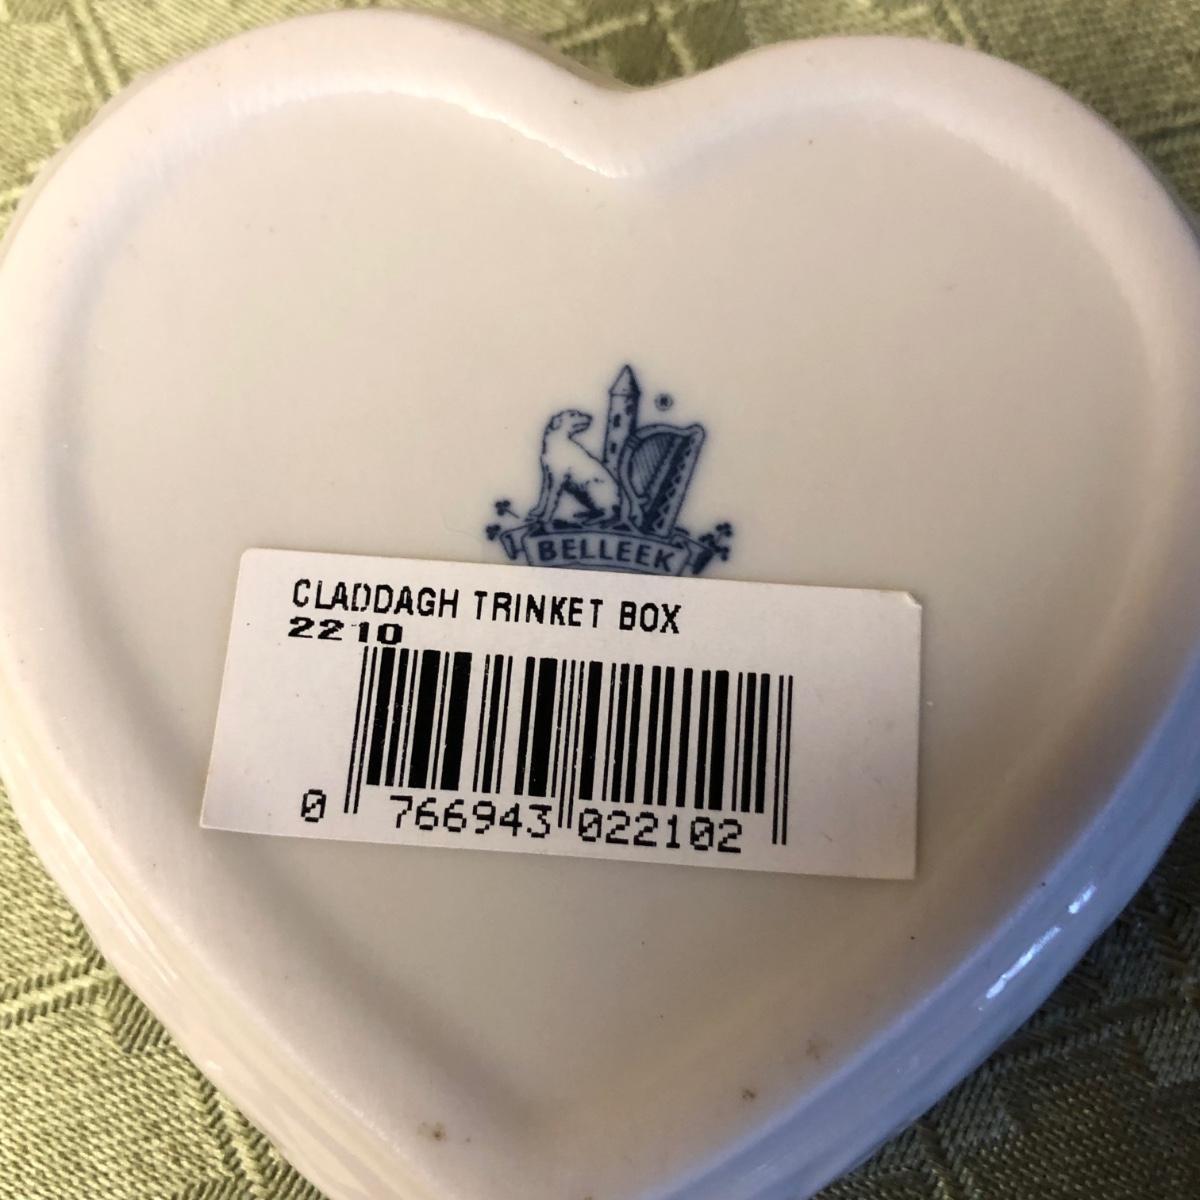 ®
BELLEEK
CLADDAGH TRINKET BOX
2210
0 766943 022102